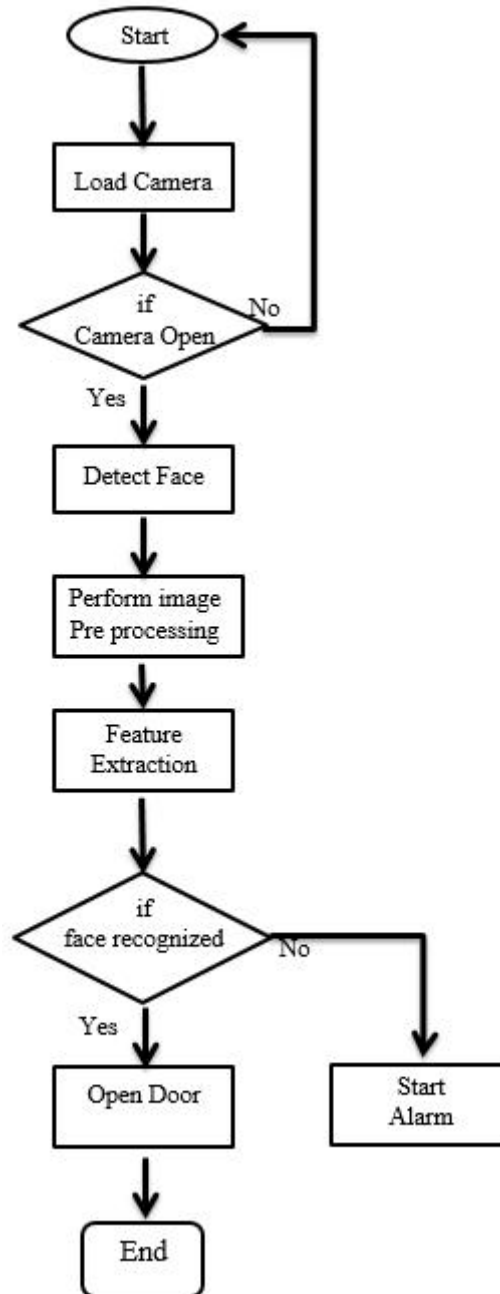 Start
Load Camera
if
Camera Open
No
Yes
Detect Face
Perform image
Pre processing
Feature
Extraction
if
face recognized
No
Yes
Open Door
Start
Alarm
End